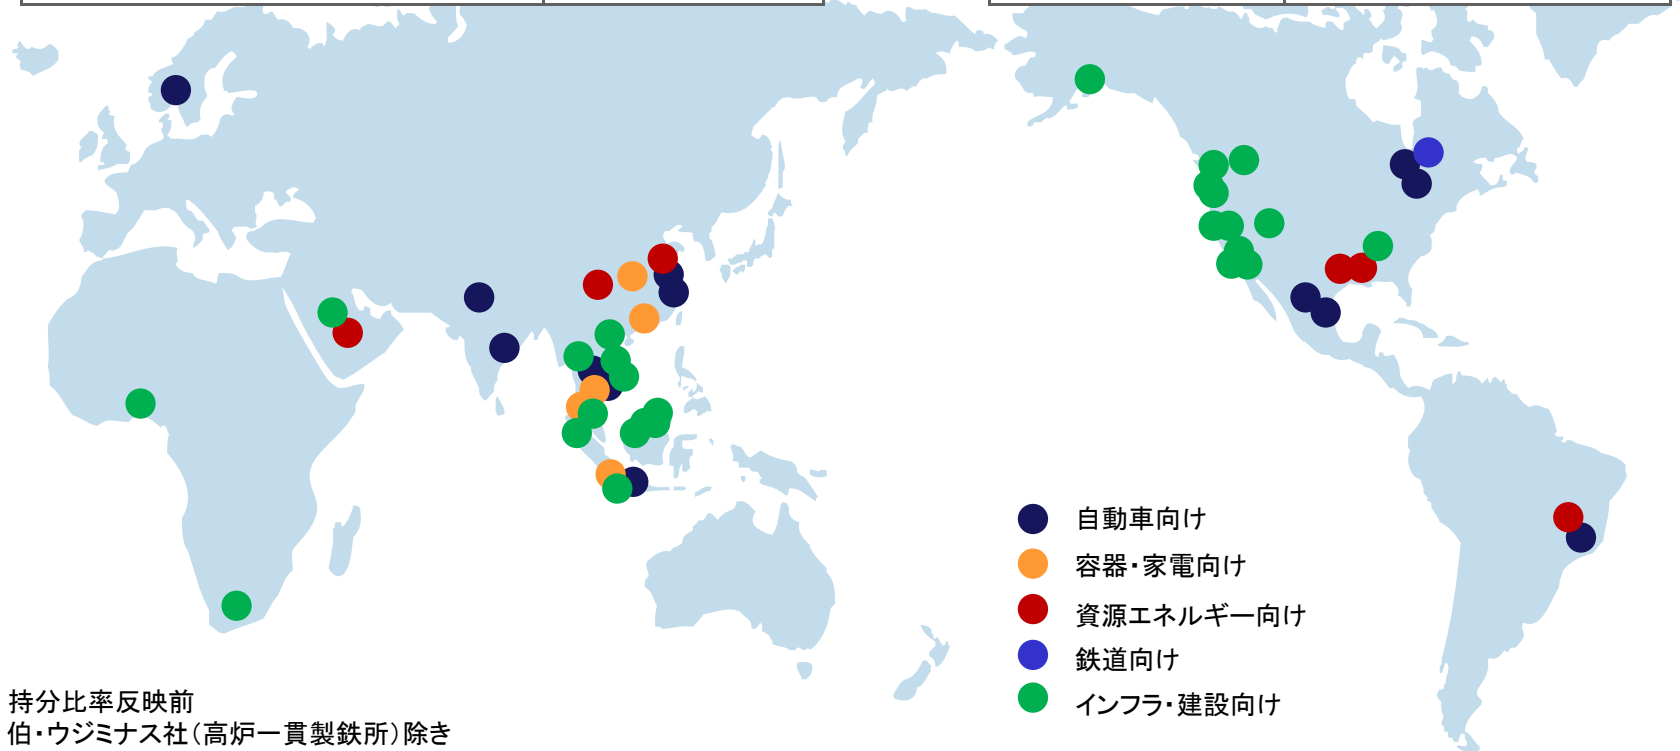 自動車向け
容器・家電向け
資源エネルギー向け
鉄道向け
インフラ・建設向け
持分比率反映前
伯・ウジミナス社(高炉一貫製鉄所)除き